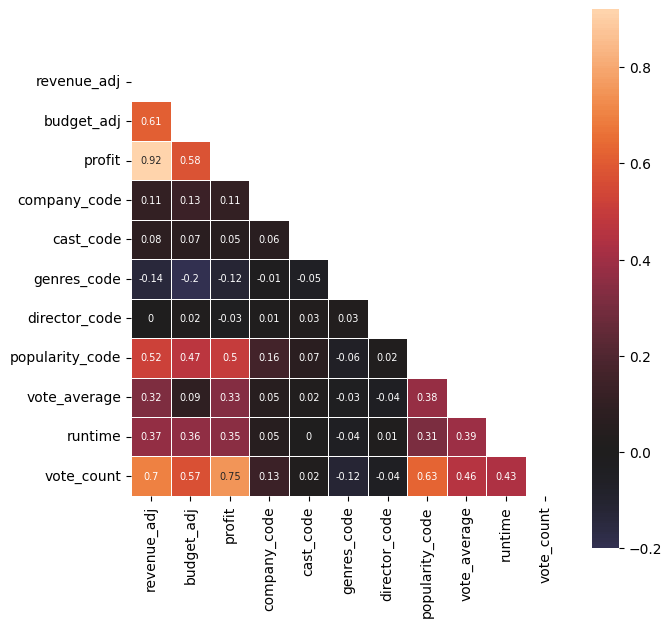 revenue_adj
budget_adj 0.61
profit 0.92 0.58
company_code 0.11 0.13 0.11
cast_code 0.08 0.07 0.05 0.06
genres_code -0.14 -0.2 -0.12 -0.01 -0.05
director_code 0 0.02 -0.03 0.01 0.03 0.03
popularity_code 0.52 0.47 0.5 0.16 0.07 -0.06 0.02
vote_average 0.32 0.09 0.33 0.05 0.02 -0.03 -0.04 0.38
runtime 0.37 0.36 0.35 0.05 0 -0.04 0.01 0.31 0.39
vote_count 0.7 0.57 0.75 0.13 0.02 -0.12 -0.04 0.63 0.46 0.43
revenue_adj
budget_adj
profit
company_code
cast_code
genres_code
director_code
popularity_code
vote_average
runtime
vote_count
0.8
0.6
0.4
0.2
0.0
−0.2